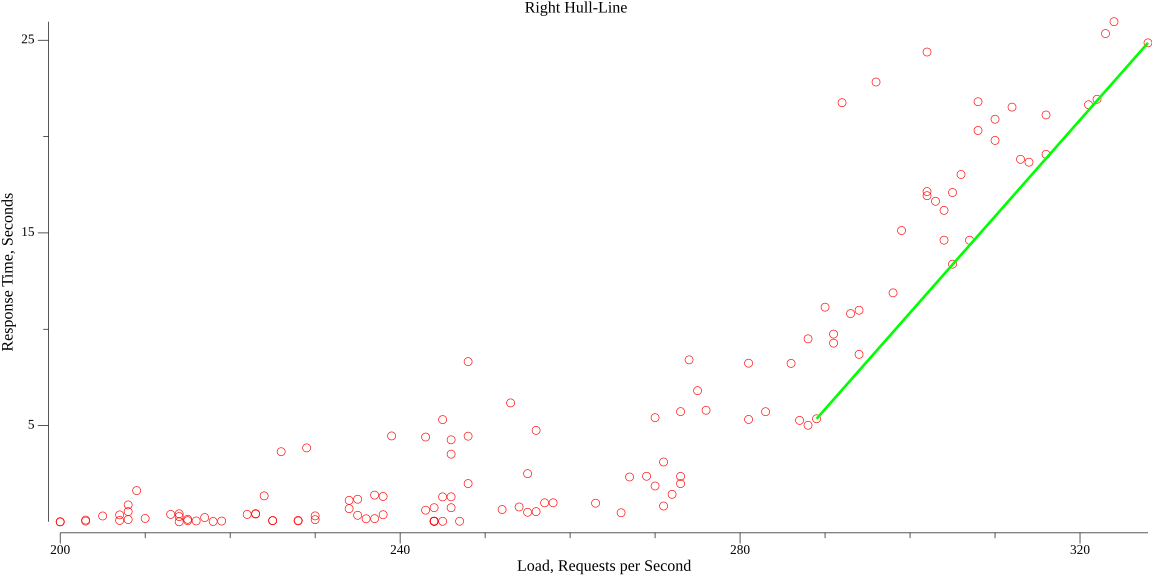 Right Hull-Line
Response Time, Seconds
25
15
5
200
240
280
320
Load, Requests per Second